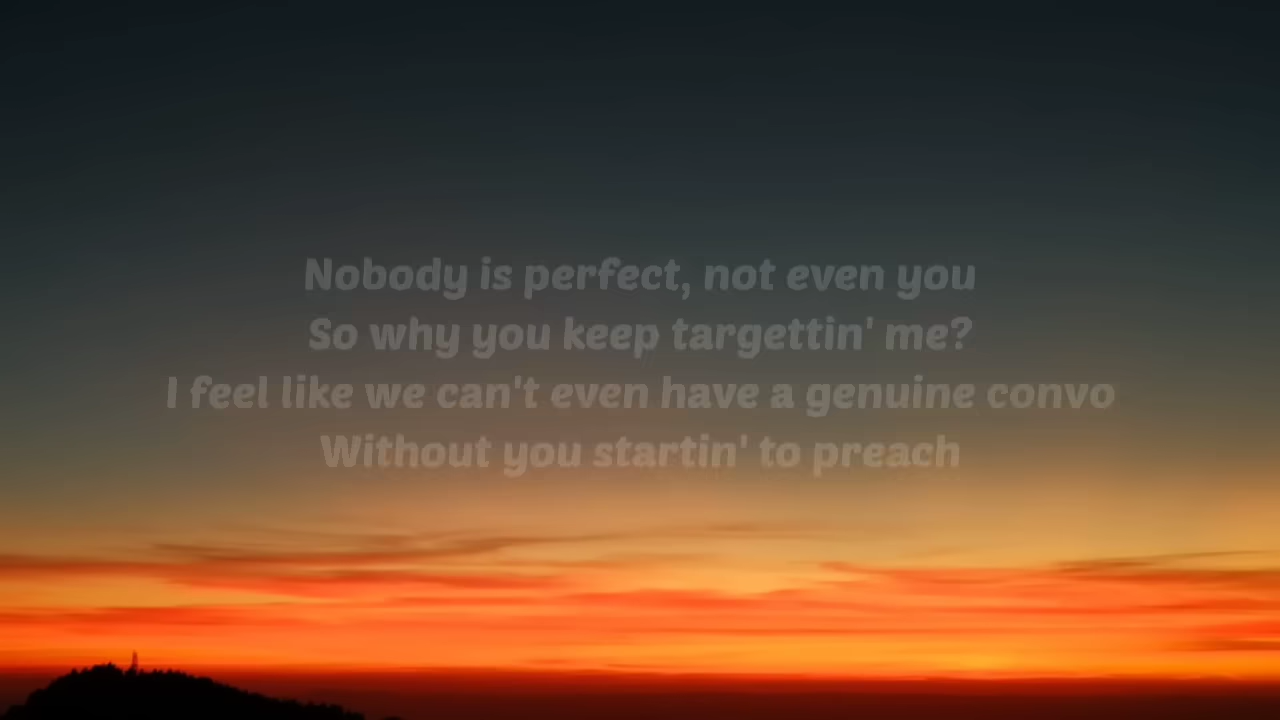 Nobody is perfect, not even you
So why you keep targettin' me?
I feel like we can't even have a genuine convo
Without you startin' to preach